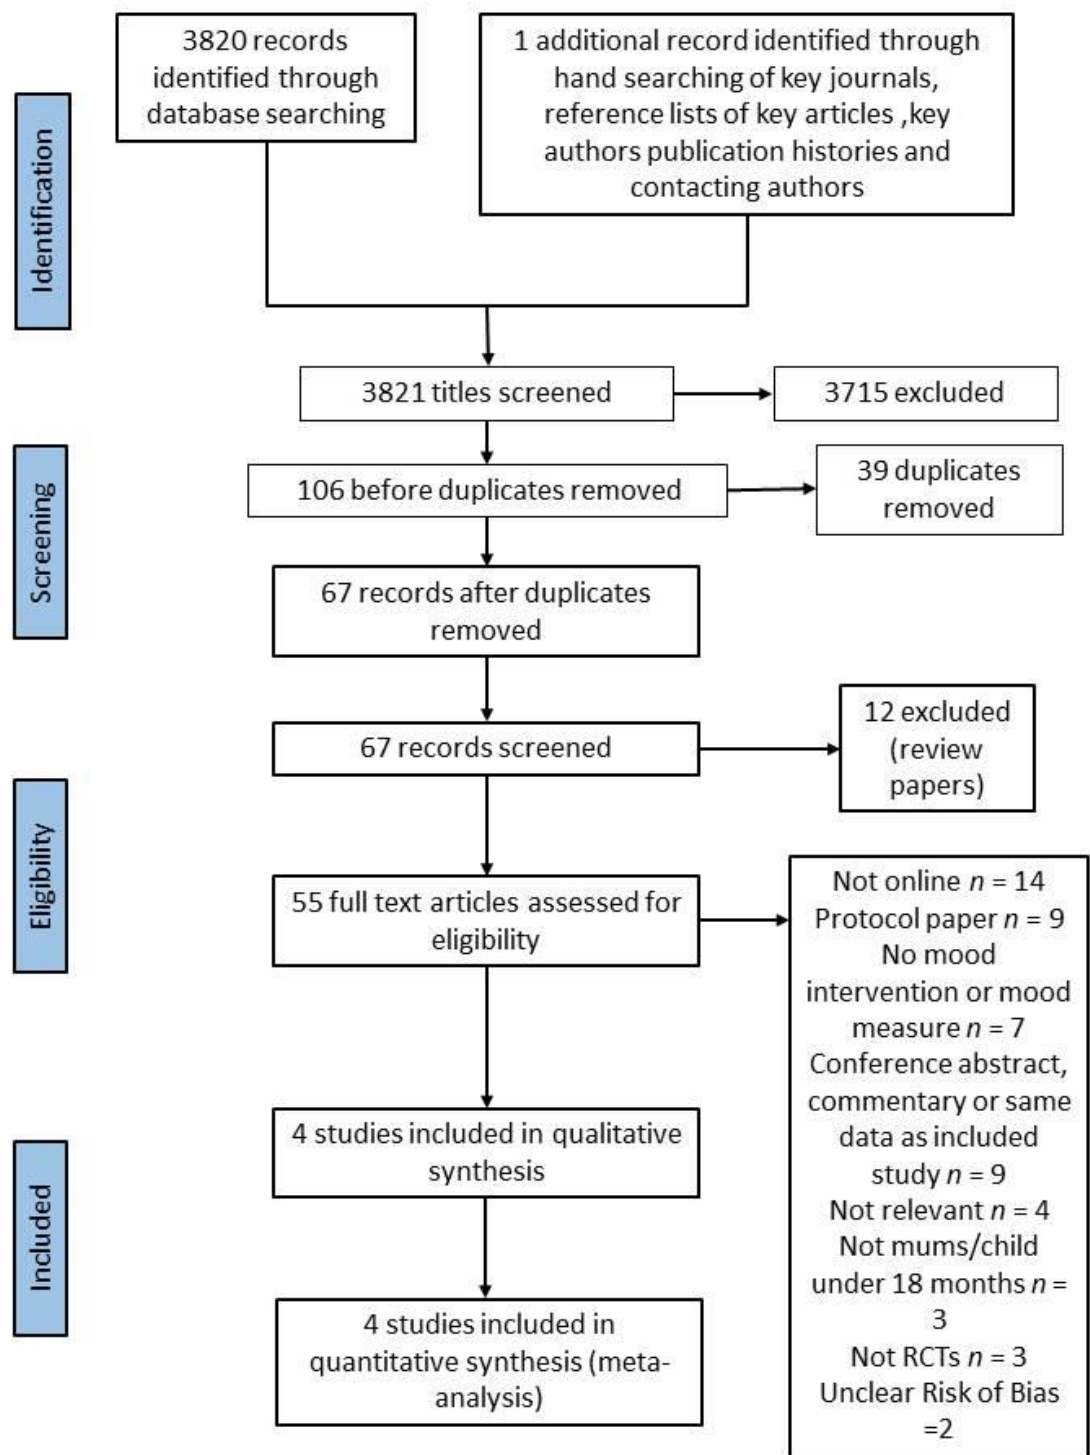 3820 records
identified through
database searching
1 additional record identified through
hand searching of key journals,
reference lists of key articles ,key
authors publication histories and
contacting authors
Identification
3821 titles screened
3715 excluded
Screening
106 before duplicates removed
39 duplicates
removed
67 records after duplicates
removed
67 records screened
12 excluded
(review
papers)
Eligibility
55 full text articles assessed for
eligibility
Not online n = 14
Protocol paper n = 9
No mood
intervention or mood
measure n = 7
Conference abstract,
commentary or same
data as included
study n = 9
Not relevant n = 4
Not mums/child
under 18 months n =
3
Not RCTs n = 3
Unclear Risk of Bias
=2
Included
4 studies included in qualitative
synthesis
4 studies included in
quantitative synthesis (meta-
analysis)